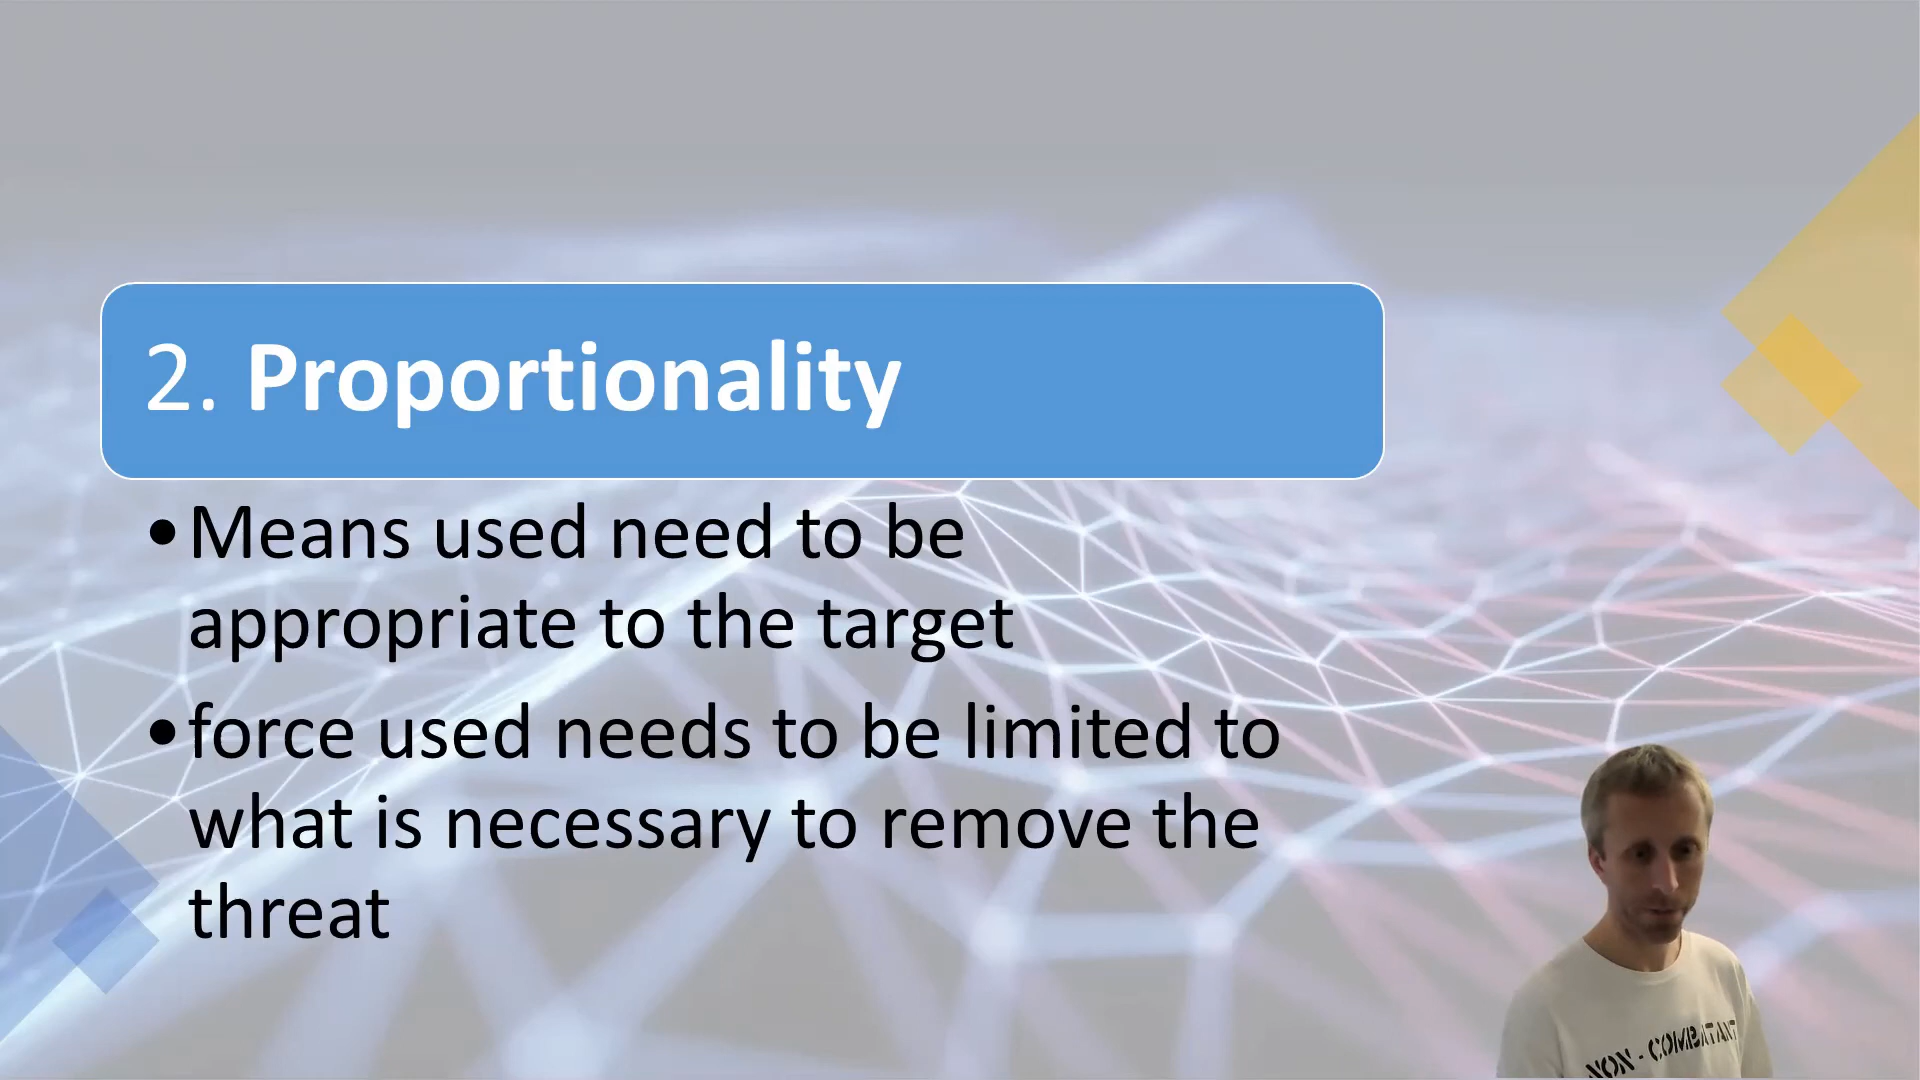 2. Proportionality
•Means used need to be
appropriate to the target
•force used needs to be limited to
what is necessary to remove the
threat
NON - COMBATANT